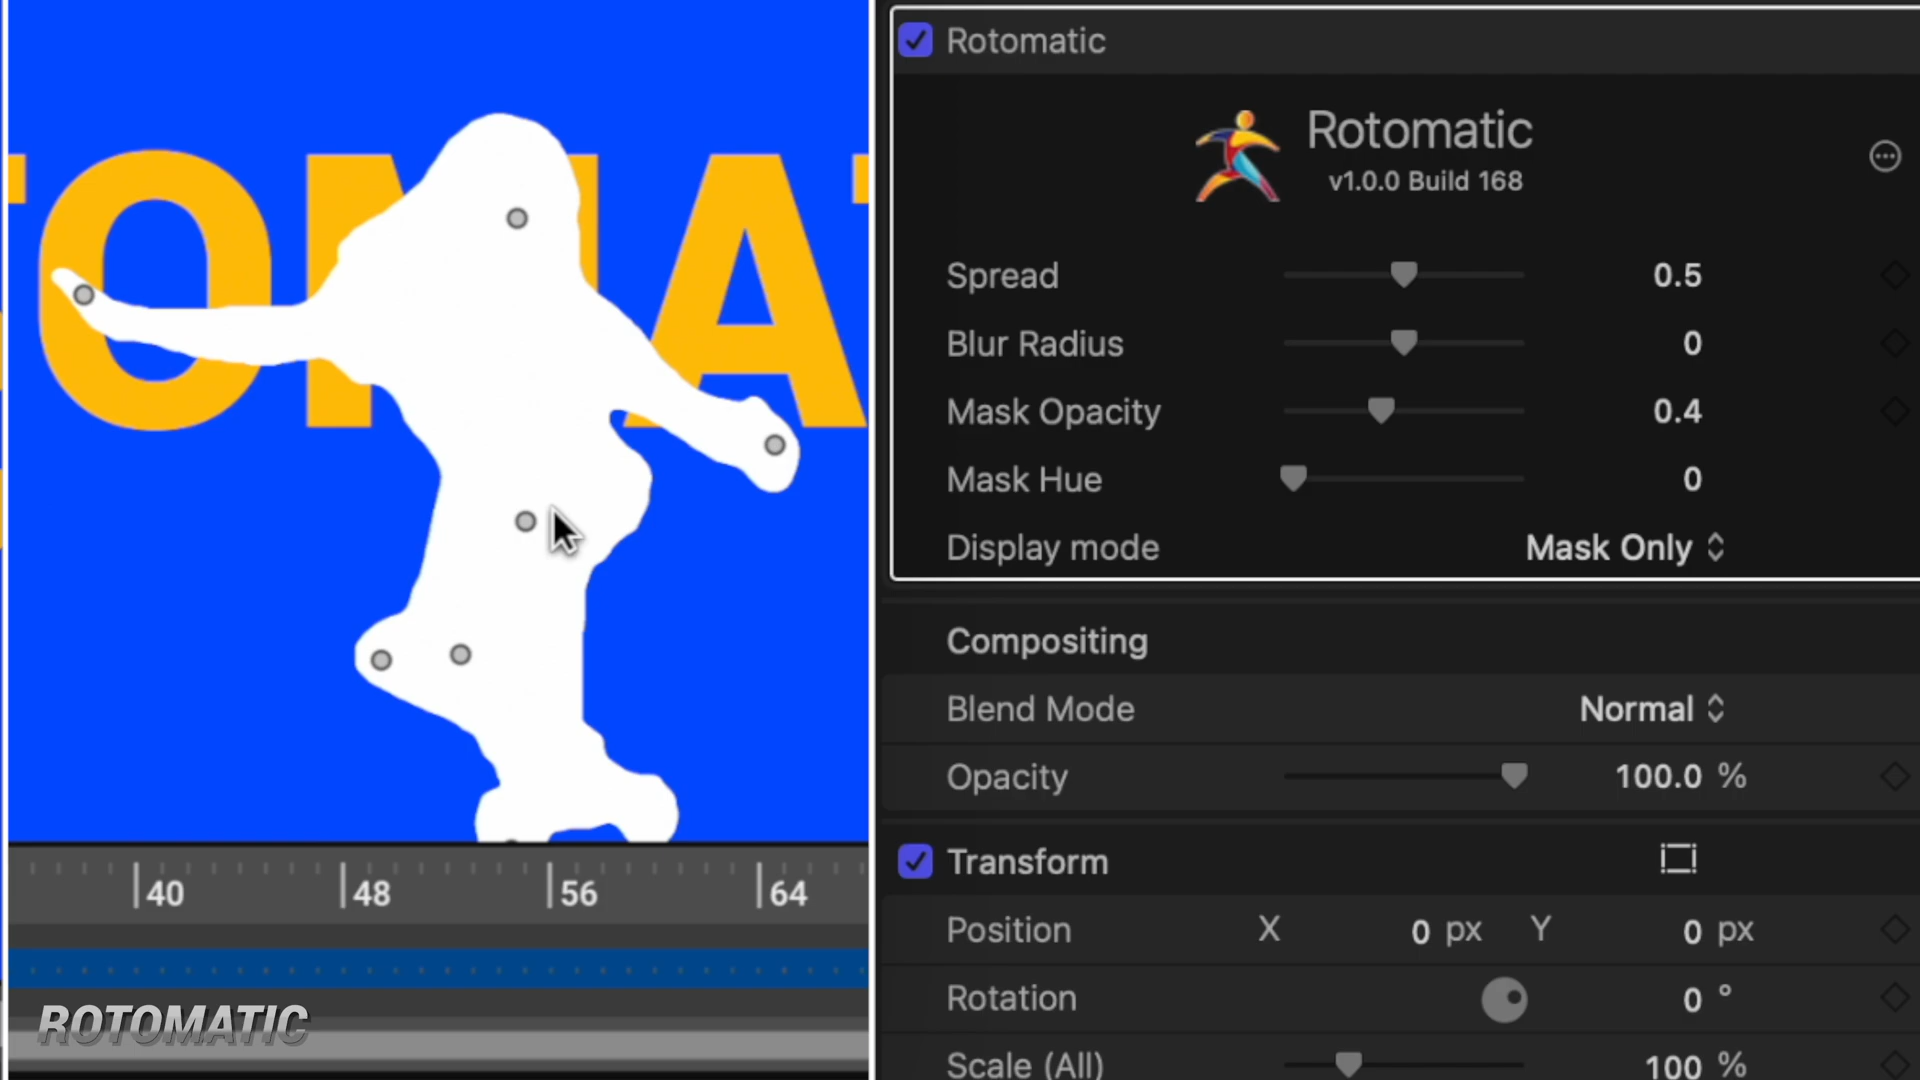 TOMAT
40 48 56 64
ROTOMATIC
Rotomatic
Rotomatic
v1.0.0 Build 168
Spread 0.5
Blur Radius 0
Mask Opacity 0.4
Mask Hue 0
Display mode Mask Only
Compositing
Blend Mode Normal
Opacity 100.0 %
Transform
Position X 0 px Y 0 px
Rotation 0 °
Scale (All) 100 %